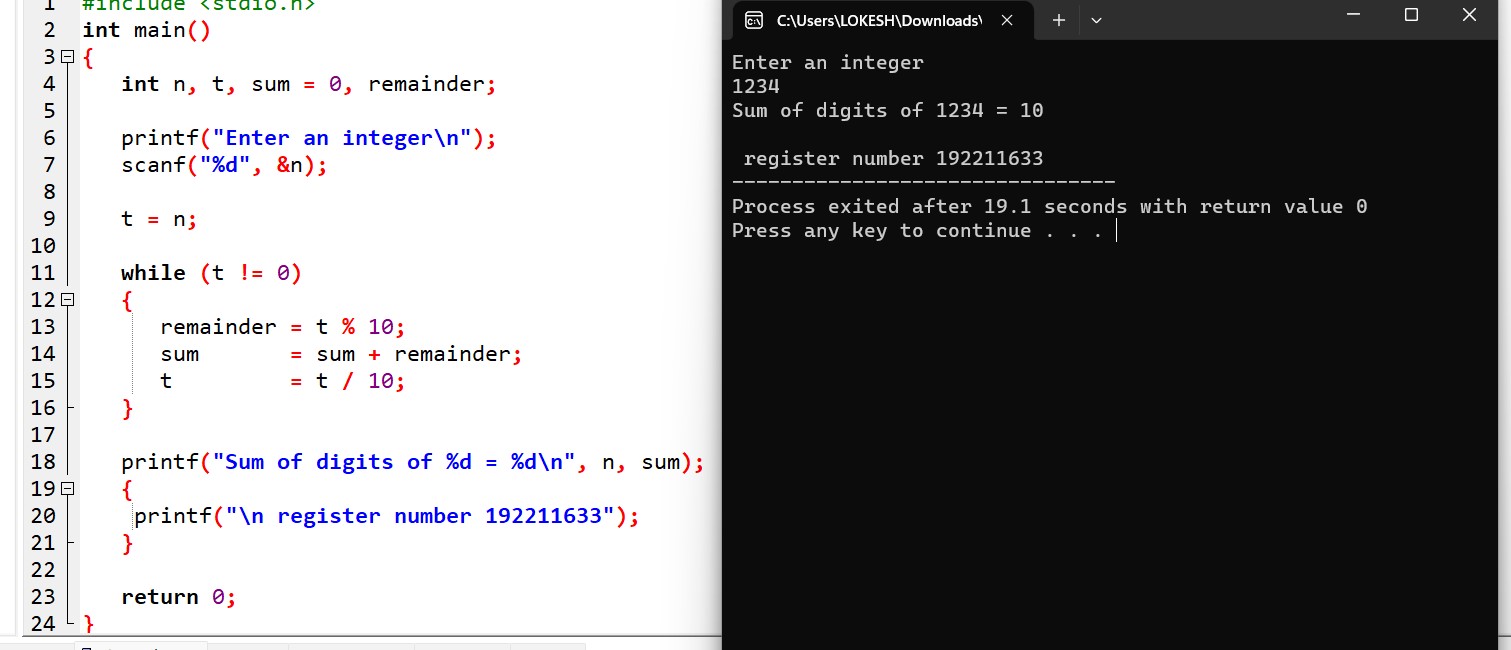 1 #include <stdio.h>
2 int main()
3 {
4 int n, t, sum = 0, remainder;
5
6 printf("Enter an integer\n");
7 scanf("%d", &n);
8
9 t = n;
10
11 while (t != 0)
12 {
13 remainder = t % 10;
14 sum = sum + remainder;
15 t = t / 10;
16 }
17
18 printf("Sum of digits of %d = %d\n", n, sum);
19 {
20 printf("\n register number 192211633");
21 }
22
23 return 0;
24 }
C:\Users\LOKESH\Downloads\
Enter an integer
1234
Sum of digits of 1234 = 10
register number 192211633
--------------------------------
Process exited after 19.1 seconds with return value 0
Press any key to continue . . .